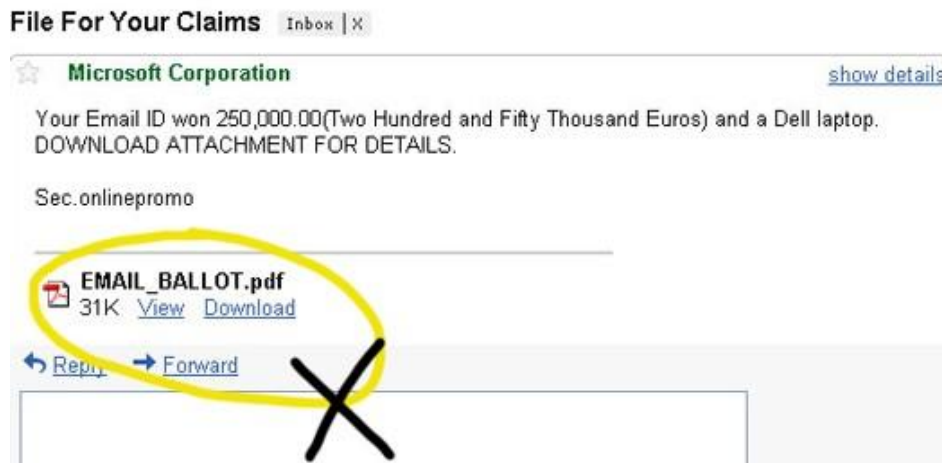 File For Your Claims Inbox | X
Microsoft Corporation show details
Your Email ID won 250,000.00(Two Hundred and Fifty Thousand Euros) and a Dell laptop.
DOWNLOAD ATTACHMENT FOR DETAILS.
Sec.onlinepromo
EMAIL_BALLOT.pdf
31K View Download
Reply Forward